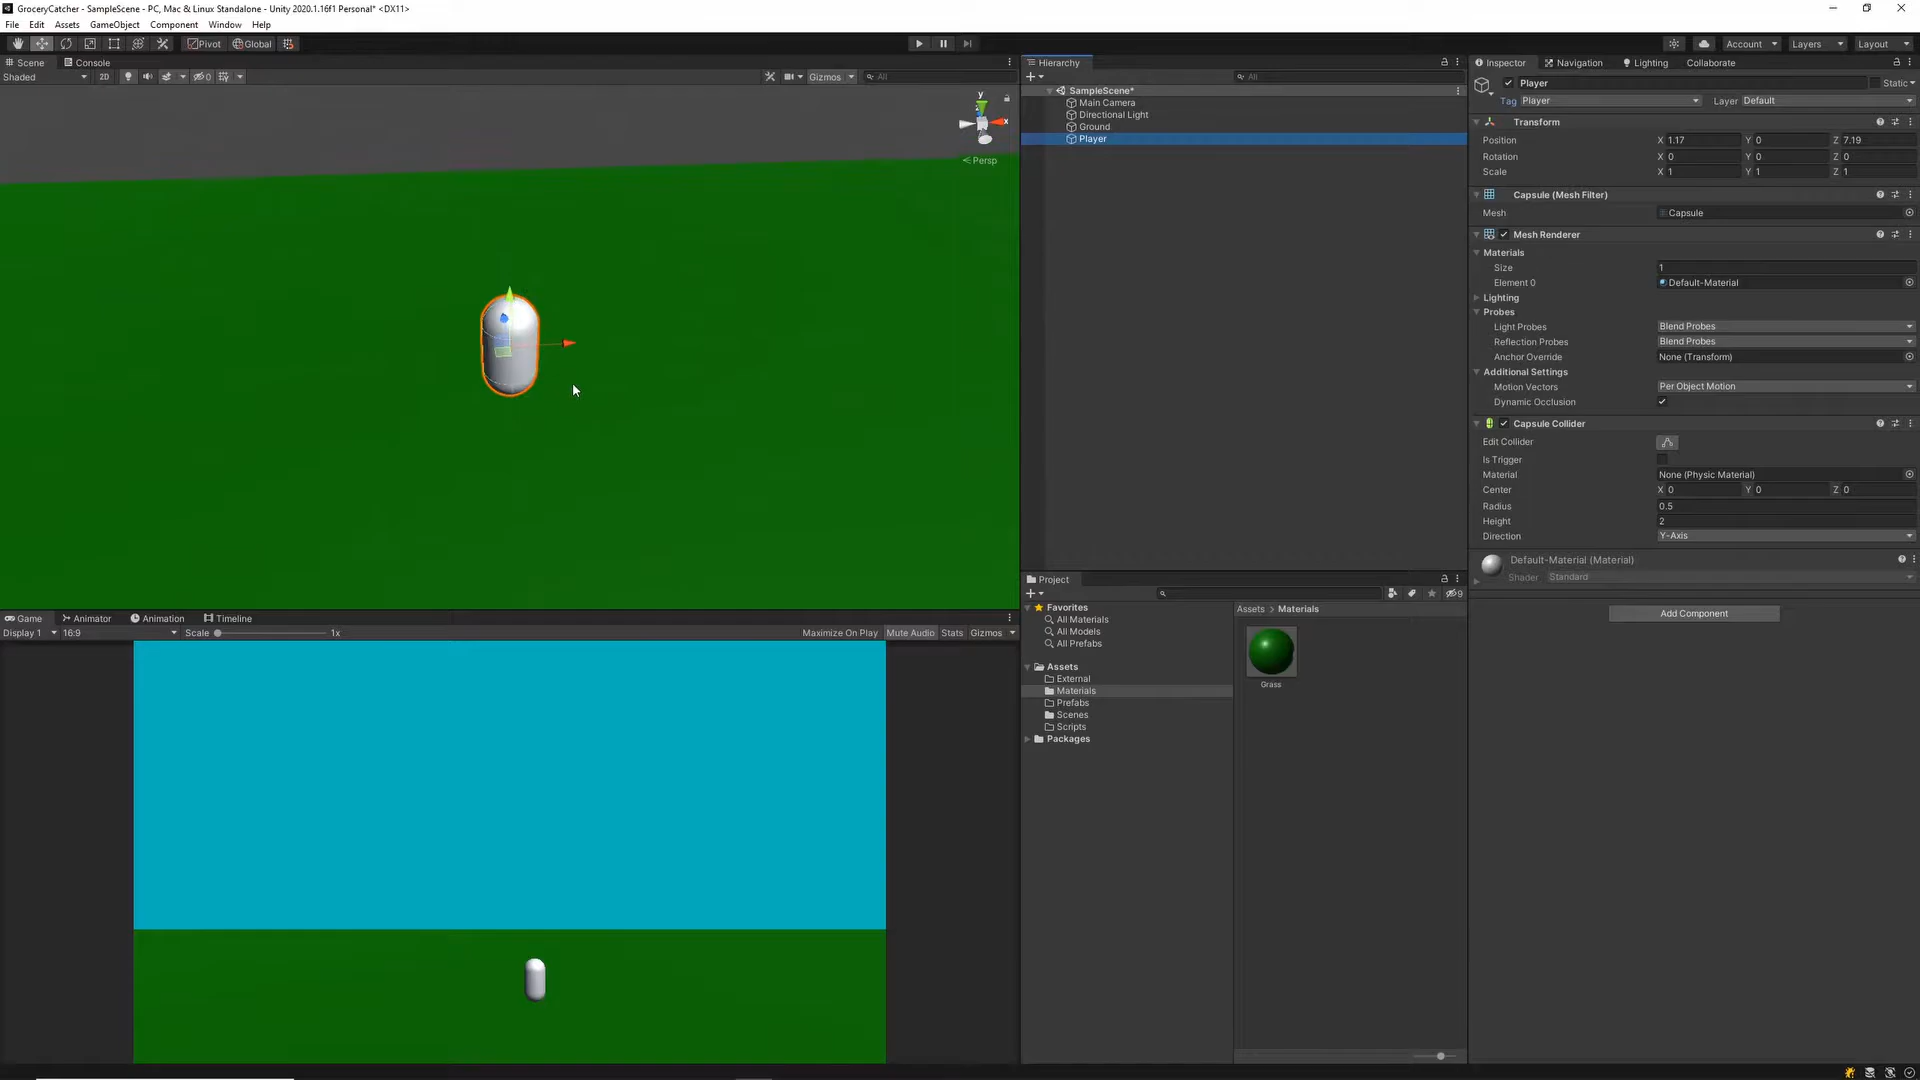 GroceryCatcher - SampleScene - PC, Mac & Linux Standalone - Unity 2020.1.16f1 Personal* <DX11>
File Edit Assets GameObject Component Window Help
Pivot Global Account Layers Layout
Scene Console
Shaded 2D 0 Gizmos All
y
x
Persp
Game Animator Animation Timeline
Display 1 16:9 Scale 1x Maximize On Play Mute Audio Stats Gizmos
Hierarchy
All
SampleScene*
Main Camera
Directional Light
Ground
Player
Project
9
Favorites
All Materials
All Models
All Prefabs
Assets
External
Materials
Prefabs
Scenes
Scripts
Packages
Assets > Materials
Grass
Inspector Navigation Lighting Collaborate
Player Static
Tag Player Layer Default
Transform
Position X 1.17 Y 0 Z 7.19
Rotation X 0 Y 0 Z 0
Scale X 1 Y 1 Z 1
Capsule (Mesh Filter)
Mesh Capsule
Mesh Renderer
Materials
Size 1
Element 0 Default-Material
Lighting
Probes
Light Probes Blend Probes
Reflection Probes Blend Probes
Anchor Override None (Transform)
Additional Settings
Motion Vectors Per Object Motion
Dynamic Occlusion
Capsule Collider
Edit Collider
Is Trigger
Material None (Physic Material)
Center X 0 Y 0 Z 0
Radius 0.5
Height 2
Direction Y-Axis
Default-Material (Material)
Shader Standard
Add Component